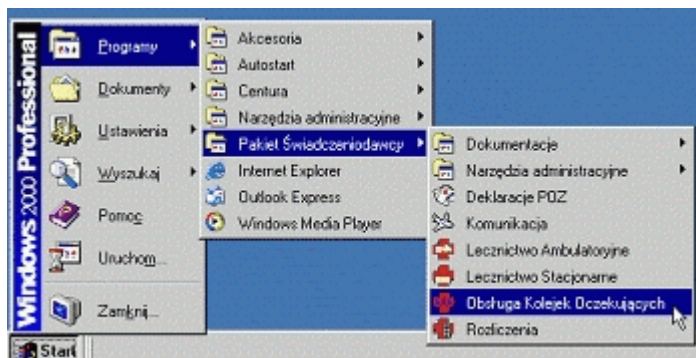 Windows 2000 Professional
Programy
Dokumenty
Ustawienia
Wyszukaj
Pomoc
Uruchom...
Zamknij...
Start
Akcesoria
Autostart
Centura
Narzędzia administracyjne
Pakiet Świadczeniodawcy
Internet Explorer
Outlook Express
Windows Media Player
Dokumentacje
Narzędzia administracyjne
Deklaracje POZ
Komunikacja
Lecznictwo Ambulatoryjne
Lecznictwo Stacjonarne
Obsługa Kolejek Oczekujących
Rozliczenia